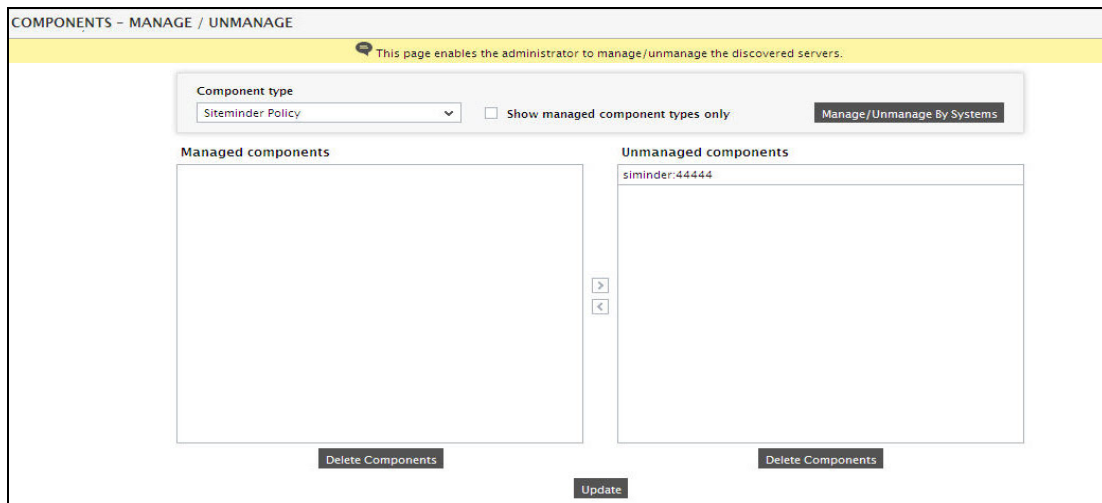 COMPONENTS - MANAGE / UNMANAGE
This page enables the administrator to manage/unmanage the discovered servers.
Component type
Siteminder Policy
Show managed component types only
Manage/Unmanage By Systems
Managed components
Unmanaged components
siminder:44444
>
<
Delete Components
Delete Components
Update